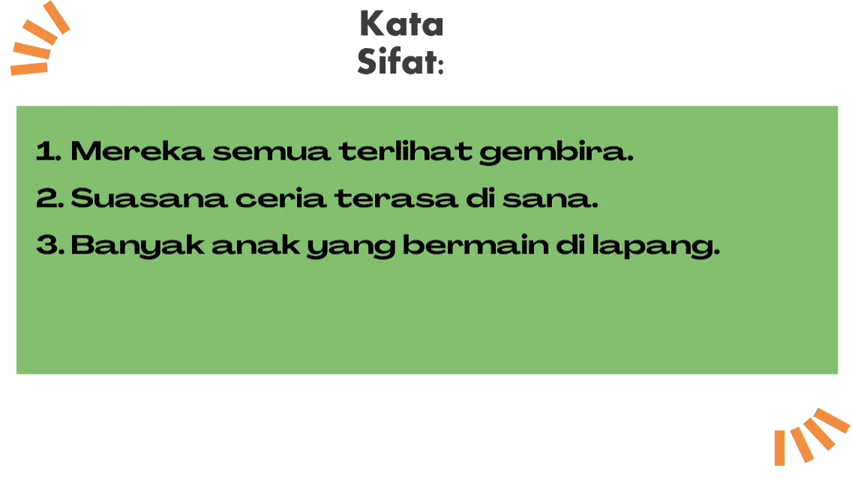 Kata
Sifat:
1. Mereka semua terlihat gembira.
2. Suasana ceria terasa di sana.
3. Banyak anak yang bermain di lapang.